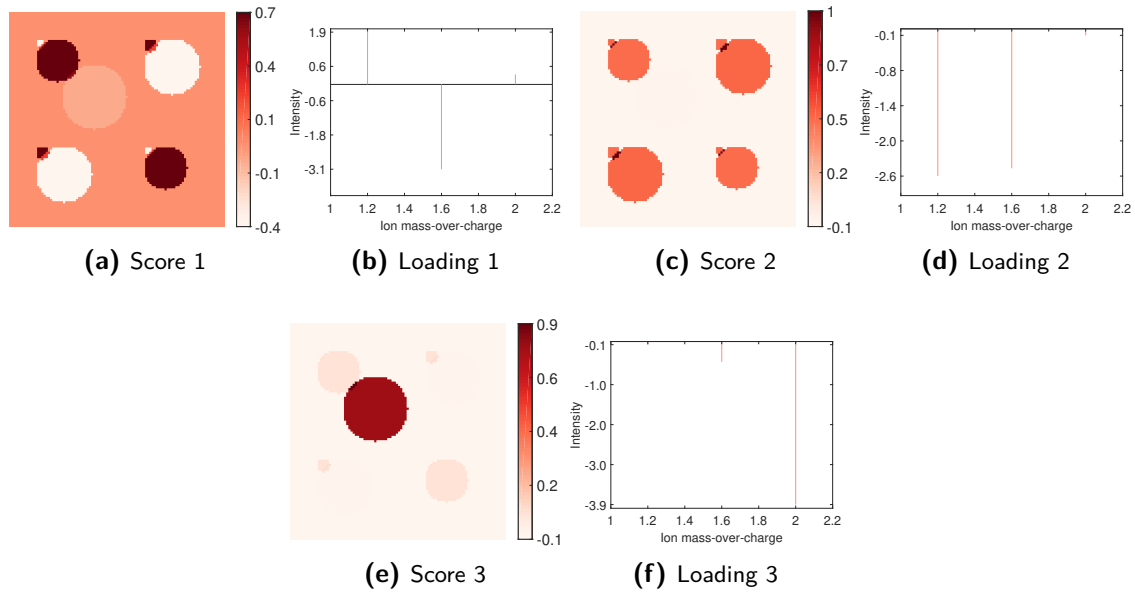 0.7
0.4
0.2
-0.1
-0.4
1.9
0.6
-0.6
-1.8
-3.1
Intensity
1 1.2 1.4 1.6 1.8 2 2.2
Ion mass-over-charge
1
0.8
0.5
0.2
-0.1
-0.1
-0.8
-1.4
-2.0
-2.6
Intensity
1 1.2 1.4 1.6 1.8 2 2.2
Ion mass-over-charge
(a) Score 1
(b) Loading 1
(c) Score 2
(d) Loading 2
0.9
0.6
0.4
0.2
-0.1
-0.1
-1.0
-2.0
-3.0
-3.9
Intensity
1 1.2 1.4 1.6 1.8 2 2.2
Ion mass-over-charge
(e) Score 3
(f) Loading 3